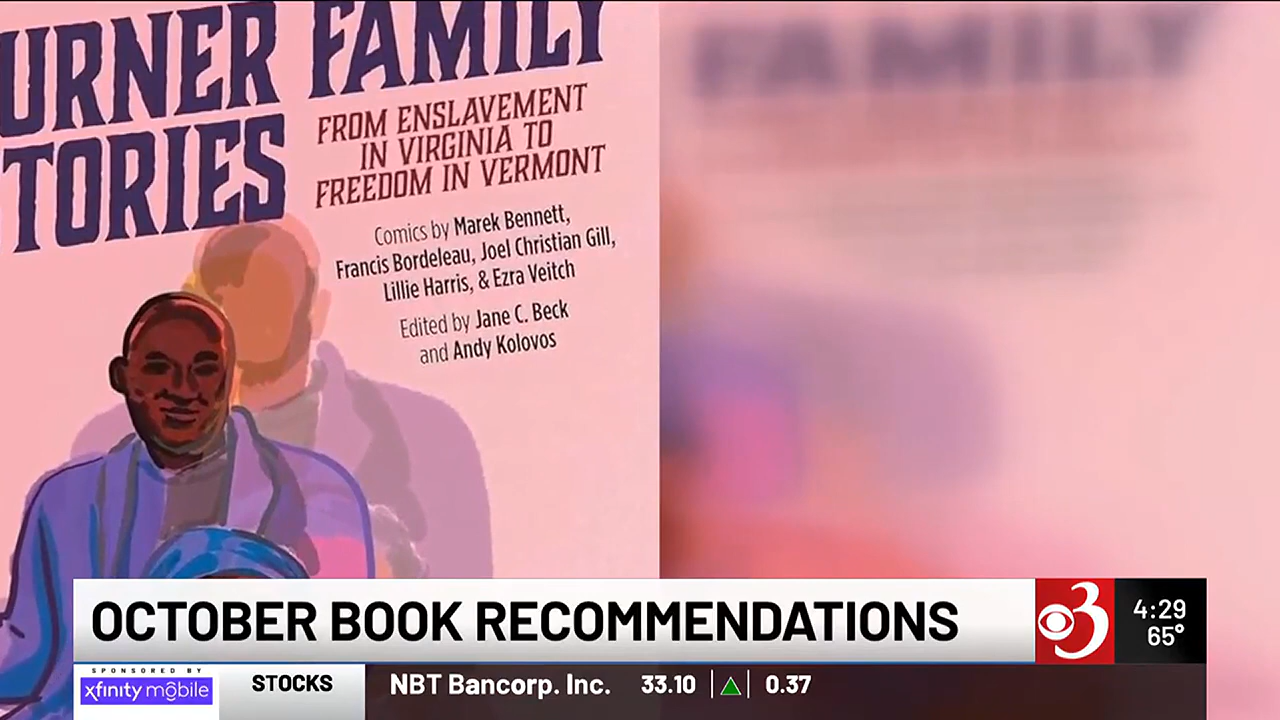 URNER FAMILY
TORIES
FROM ENSLAVEMENT
IN VIRGINIA TO
FREEDOM IN VERMONT
Comics by Marek Bennett,
Francis Bordeleau, Joel Christian Gill,
Lillie Harris, & Ezra Veitch
Edited by Jane C. Beck
and Andy Kolovos
FAMILY
OCTOBER BOOK RECOMMENDATIONS
3
4:29
65°
SPONSORED BY
xfinity mobile
STOCKS
NBT Bancorp. Inc. 33.10 0.37